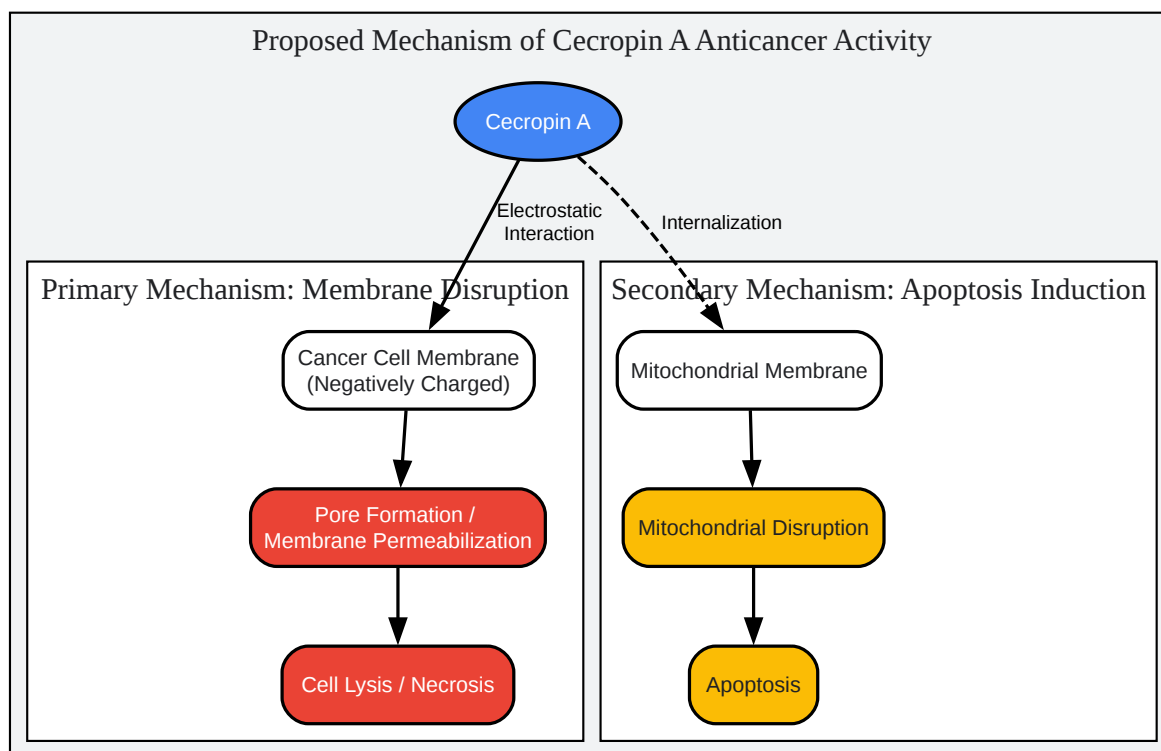 Proposed Mechanism of Cecropin A Anticancer Activity
Cecropin A
Electrostatic
Interaction
Internalization
Primary Mechanism: Membrane Disruption
Cancer Cell Membrane
(Negatively Charged)
Pore Formation /
Membrane Permeabilization
Cell Lysis / Necrosis
Secondary Mechanism: Apoptosis Induction
Mitochondrial Membrane
Mitochondrial Disruption
Apoptosis